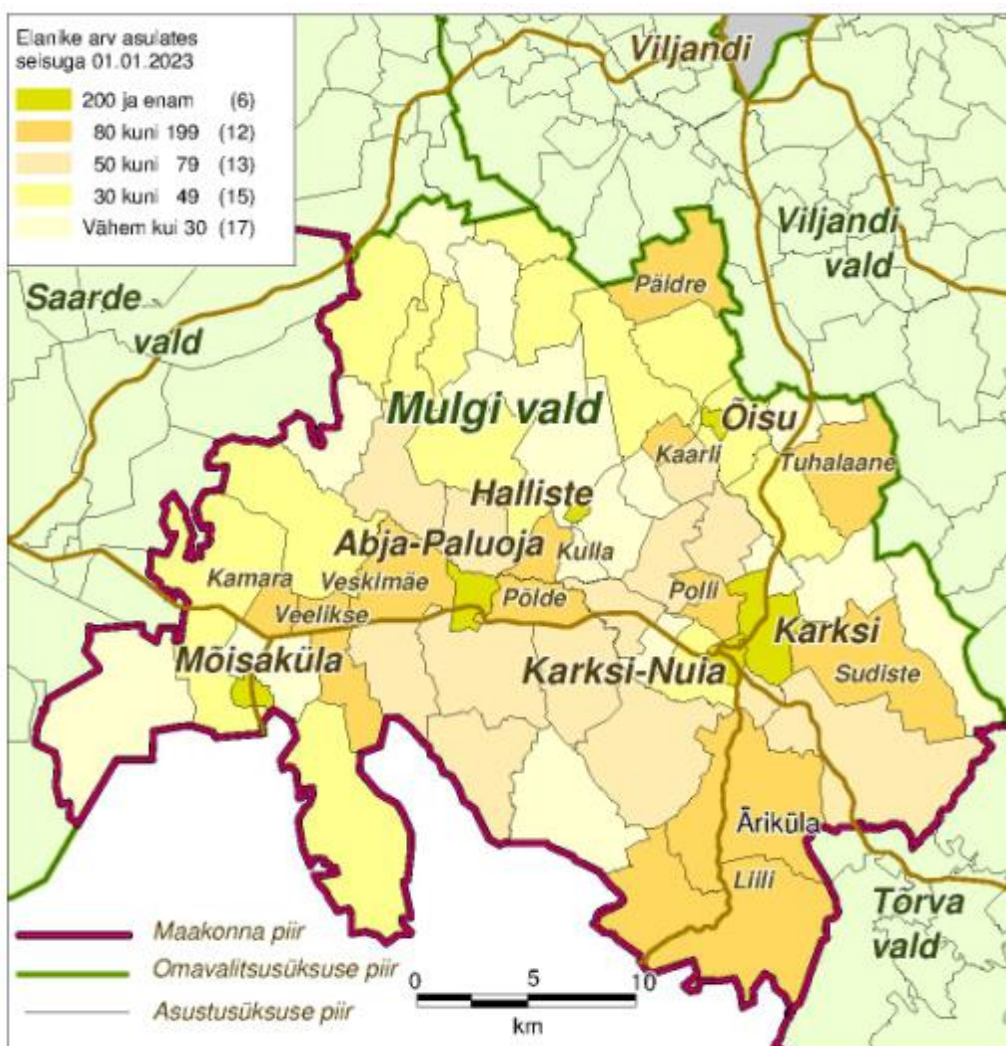 Elanike arv asulates
seisuga 01.01.2023
200 ja enam (6)
80 kuni 199 (12)
50 kuni 79 (13)
30 kuni 49 (15)
Vähem kui 30 (17)
Viljandi
Viljandi
vald
Saarde
vald
Päidre
Mulgi vald
Õisu
Kaarli
Tuhalaane
Halliste
Abja-Paluoja
Kulla
Kamara
Veskimäe
Põlde
Polli
Veelikse
Karksi
Mõisaküla
Karksi-Nuia
Sudiste
Äriküla
Liili
Tõrva
vald
Maakonna piir
Omavalitsusüksuse piir
Asustusüksuse piir
0 5 10
km